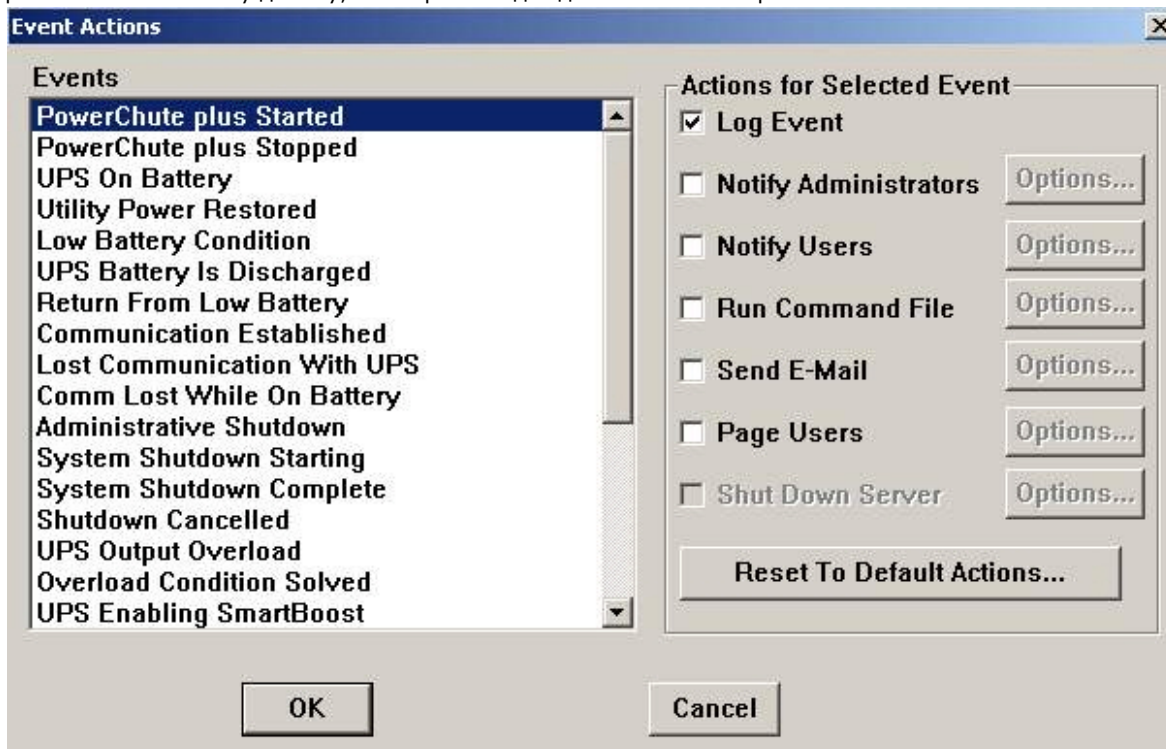 Event Actions
Events
PowerChute plus Started
PowerChute plus Stopped
UPS On Battery
Utility Power Restored
Low Battery Condition
UPS Battery Is Discharged
Return From Low Battery
Communication Established
Lost Communication With UPS
Comm Lost While On Battery
Administrative Shutdown
System Shutdown Starting
System Shutdown Complete
Shutdown Cancelled
UPS Output Overload
Overload Condition Solved
UPS Enabling SmartBoost
Actions for Selected Event
Log Event
Notify Administrators Options...
Notify Users Options...
Run Command File Options...
Send E-Mail Options...
Page Users Options...
Shut Down Server Options...
Reset To Default Actions...
OK
Cancel